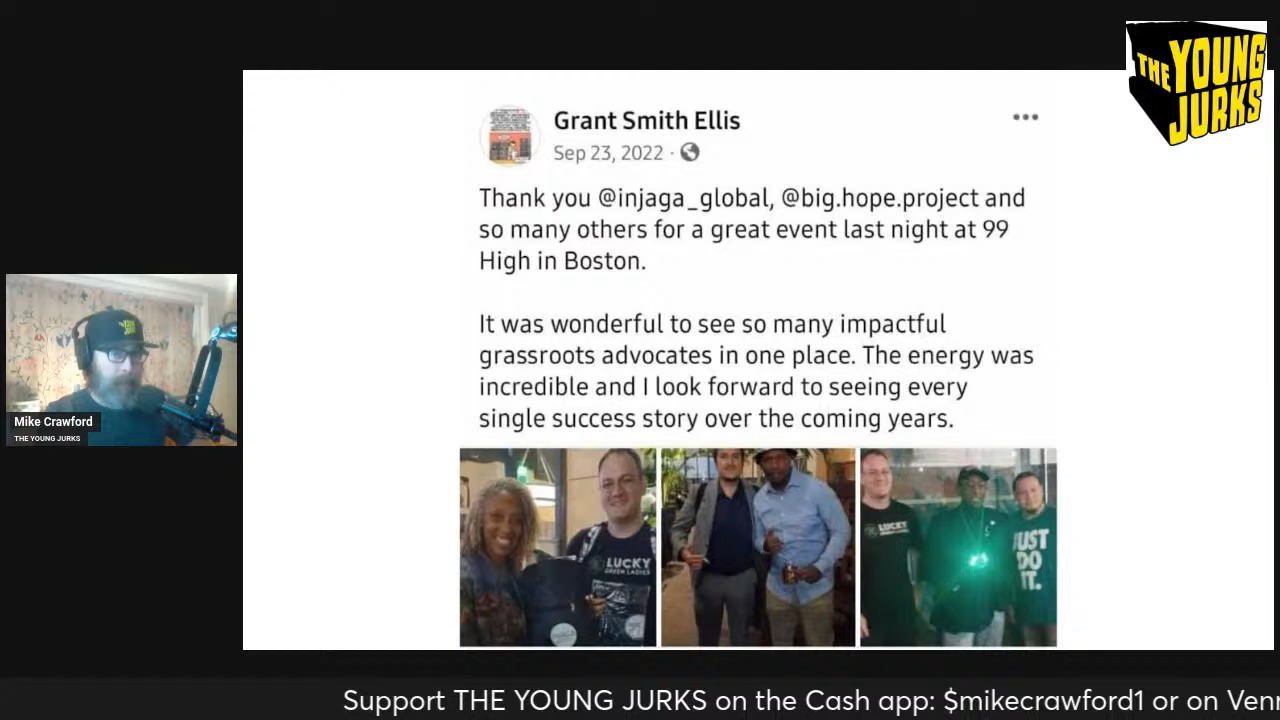 THE YOUNG JURKS
Grant Smith Ellis
Sep 23, 2022 ·
Thank you @injaga_global, @big.hope.project and
so many others for a great event last night at 99
High in Boston.
It was wonderful to see so many impactful
grassroots advocates in one place. The energy was
incredible and I look forward to seeing every
single success story over the coming years.
Mike Crawford
THE YOUNG JURKS
LUCKY
GREEN LADIES
LUCKY
JUST
DO
IT.
Support THE YOUNG JURKS on the Cash app: $mikecrawford1 or on Ven